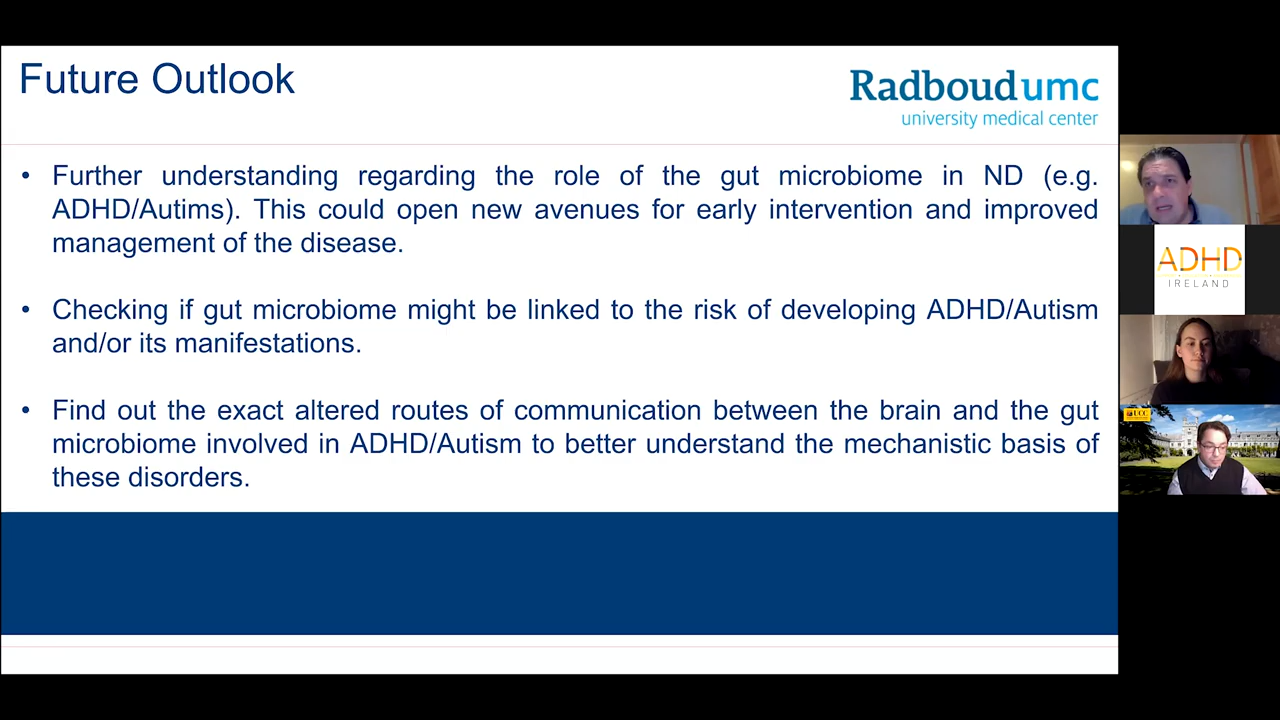 Future Outlook
Radboudumc
university medical center
• Further understanding regarding the role of the gut microbiome in ND (e.g.
ADHD/Autims). This could open new avenues for early intervention and improved
management of the disease.
• Checking if gut microbiome might be linked to the risk of developing ADHD/Autism
and/or its manifestations.
• Find out the exact altered routes of communication between the brain and the gut
microbiome involved in ADHD/Autism to better understand the mechanistic basis of
these disorders.
ADHD
IRELAND
UCC